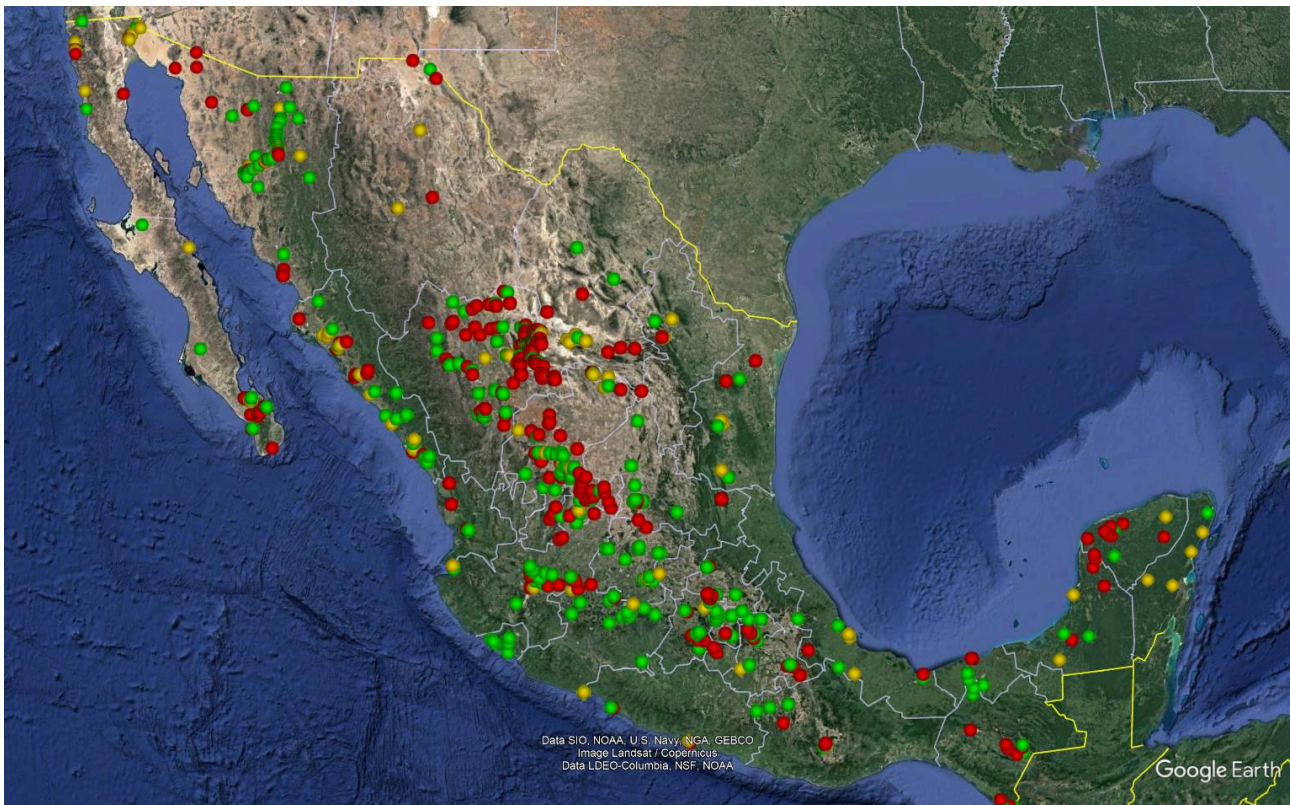 Data SIO, NOAA, U.S. Navy, NGA, GEBCO
Image Landsat / Copernicus
Data LDEO-Columbia, NSF, NOAA
Google Earth